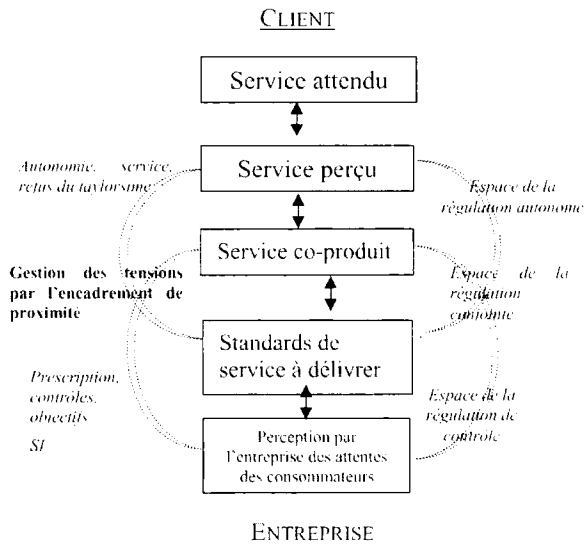 CLIENT
Service attendu
Autonomie, service,
refus du taylorsime
Service perçu
Espace de la
régulation autonome
Service co-produit
Gestion des tensions
par l'encadrement de
proximité
Espace de la
régulation
conjointe
Standards de
service à délivrer
Prescription,
contrôles,
objectifs
SI
Espace de la
régulation de
contrôle
Perception par
l'entreprise des attentes
des consommateurs
ENTREPRISE